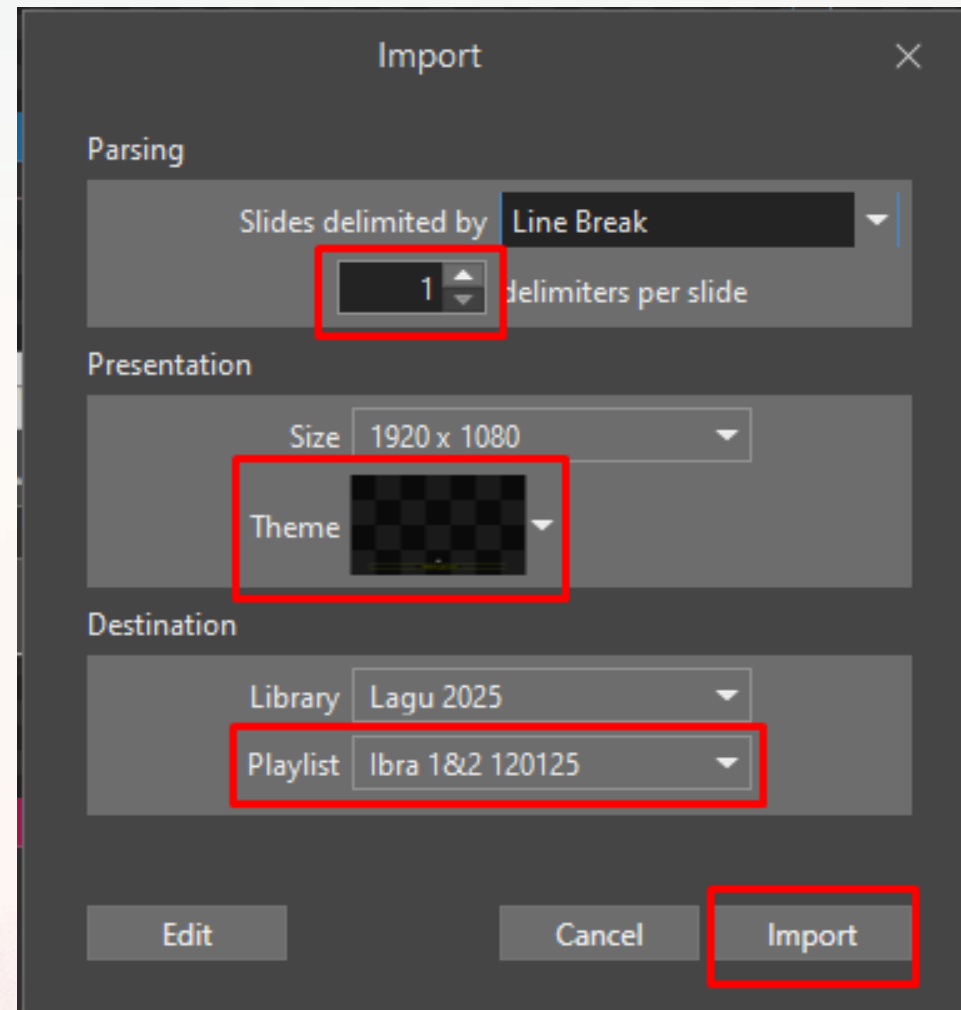 Import
Parsing
Slides delimited by Line Break
1 delimiters per slide
Presentation
Size 1920 x 1080
Theme
Destination
Library Lagu 2025
Playlist Ibra 1&2 120125
Edit Cancel Import